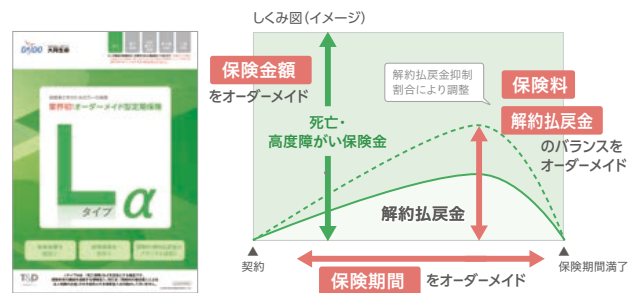 しくみ図（イメージ）
DAIDO 大同生命
業界初！オーダーメイド型定期保険
L
タイプ α
T&D
保険金額
をオーダーメイド
死亡・
高度障がい保険金
解約払戻金抑制
割合により調整
保険料
解約払戻金
のバランスを
オーダーメイド
解約払戻金
契約
保険期間満了
保険期間 をオーダーメイド